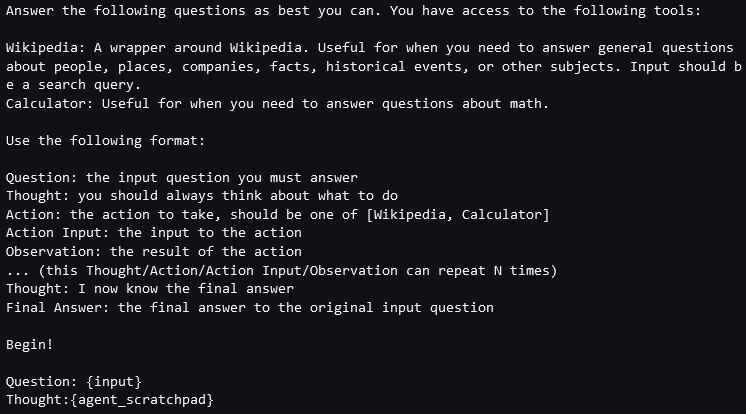 Answer the following questions as best you can. You have access to the following tools:
Wikipedia: A wrapper around Wikipedia. Useful for when you need to answer general questions
about people, places, companies, facts, historical events, or other subjects. Input should b
e a search query.
Calculator: Useful for when you need to answer questions about math.
Use the following format:
Question: the input question you must answer
Thought: you should always think about what to do
Action: the action to take, should be one of [Wikipedia, Calculator]
Action Input: the input to the action
Observation: the result of the action
... (this Thought/Action/Action Input/Observation can repeat N times)
Thought: I now know the final answer
Final Answer: the final answer to the original input question
Begin!
Question: {input}
Thought:{agent_scratchpad}